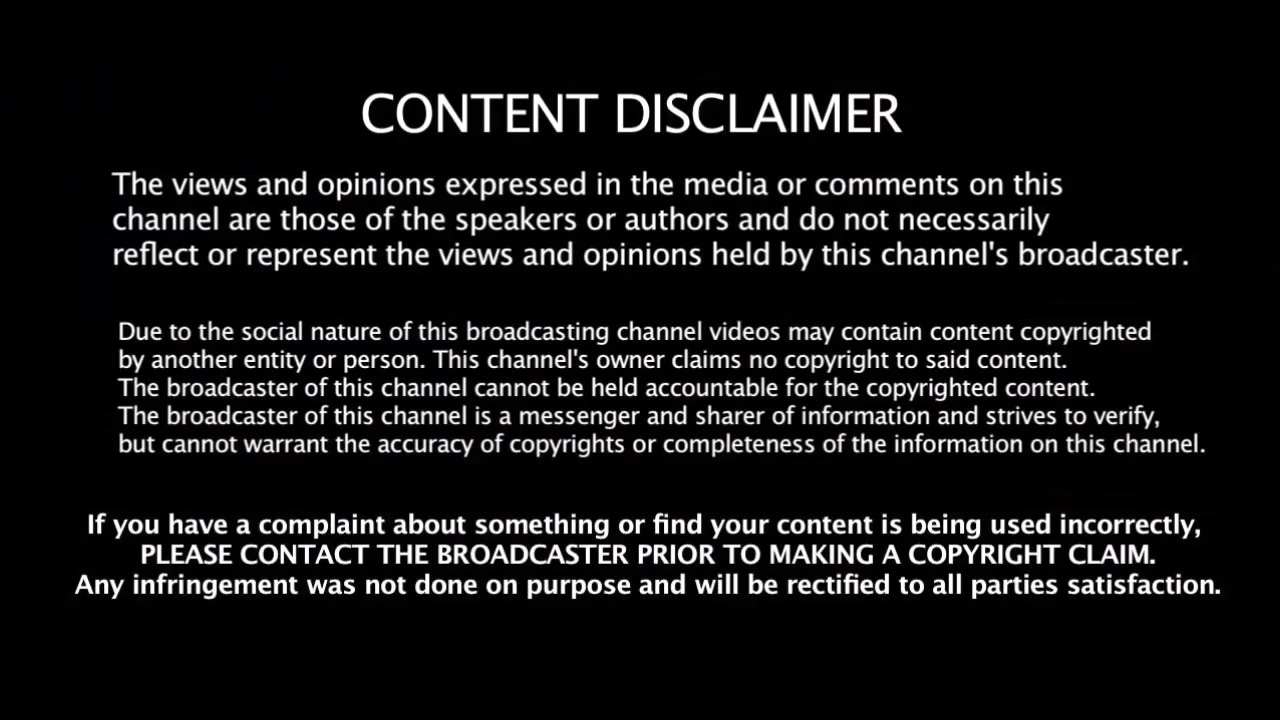 CONTENT DISCLAIMER
The views and opinions expressed in the media or comments on this
channel are those of the speakers or authors and do not necessarily
reflect or represent the views and opinions held by this channel's broadcaster.
Due to the social nature of this broadcasting channel videos may contain content copyrighted
by another entity or person. This channel's owner claims no copyright to said content.
The broadcaster of this channel cannot be held accountable for the copyrighted content.
The broadcaster of this channel is a messenger and sharer of information and strives to verify,
but cannot warrant the accuracy of copyrights or completeness of the information on this channel.
If you have a complaint about something or find your content is being used incorrectly,
PLEASE CONTACT THE BROADCASTER PRIOR TO MAKING A COPYRIGHT CLAIM.
Any infringement was not done on purpose and will be rectified to all parties satisfaction.